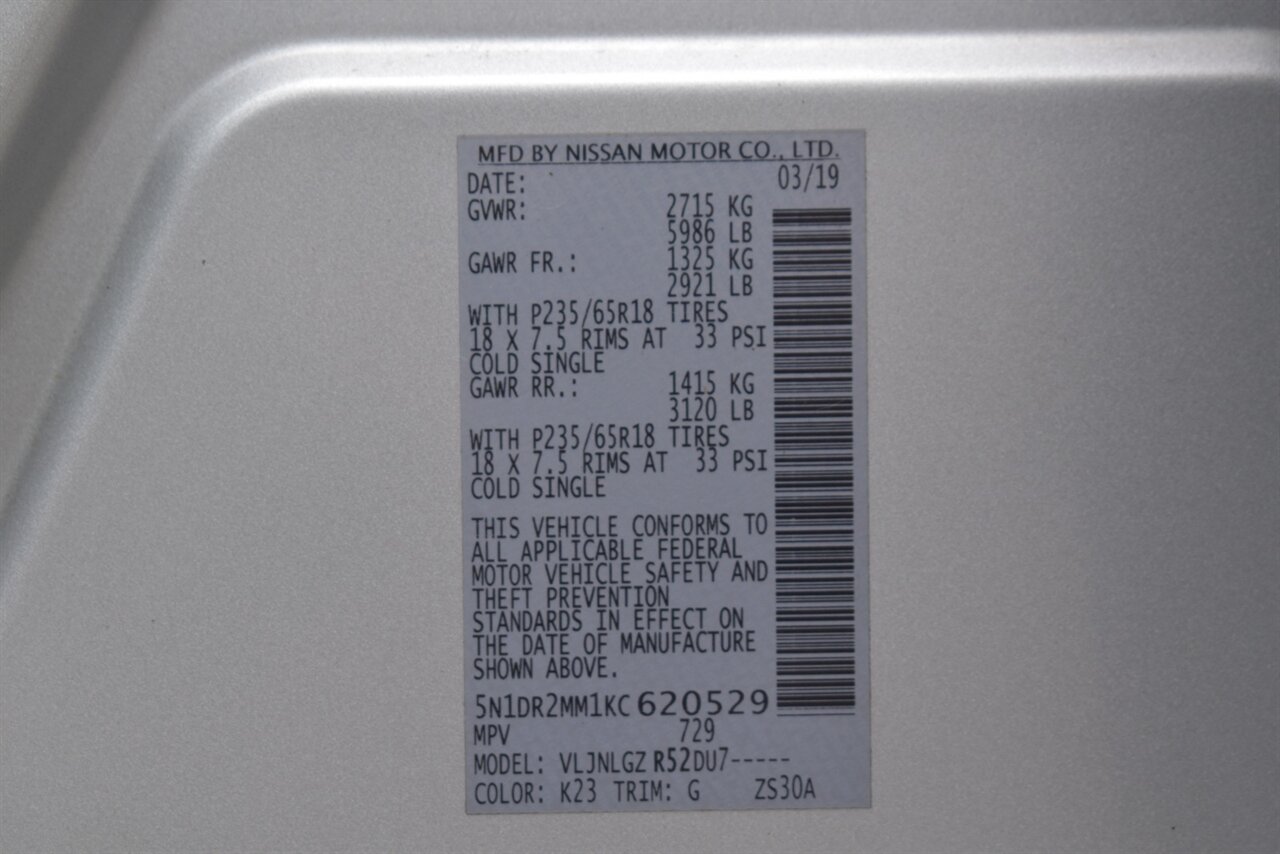 MFD BY NISSAN MOTOR CO., LTD.
DATE: 03/19
GVWR: 2715 KG
5986 LB
GAWR FR.: 1325 KG
2921 LB
WITH P235/65R18 TIRES
18 X 7.5 RIMS AT 33 PSI
COLD SINGLE
GAWR RR.: 1415 KG
3120 LB
WITH P235/65R18 TIRES
18 X 7.5 RIMS AT 33 PSI
COLD SINGLE
THIS VEHICLE CONFORMS TO
ALL APPLICABLE FEDERAL
MOTOR VEHICLE SAFETY AND
THEFT PREVENTION
STANDARDS IN EFFECT ON
THE DATE OF MANUFACTURE
SHOWN ABOVE.
5N1DR2MM1KC620529
MPV 729
MODEL: VLJNLGZ R52DU7-----
COLOR: K23 TRIM: G ZS30A